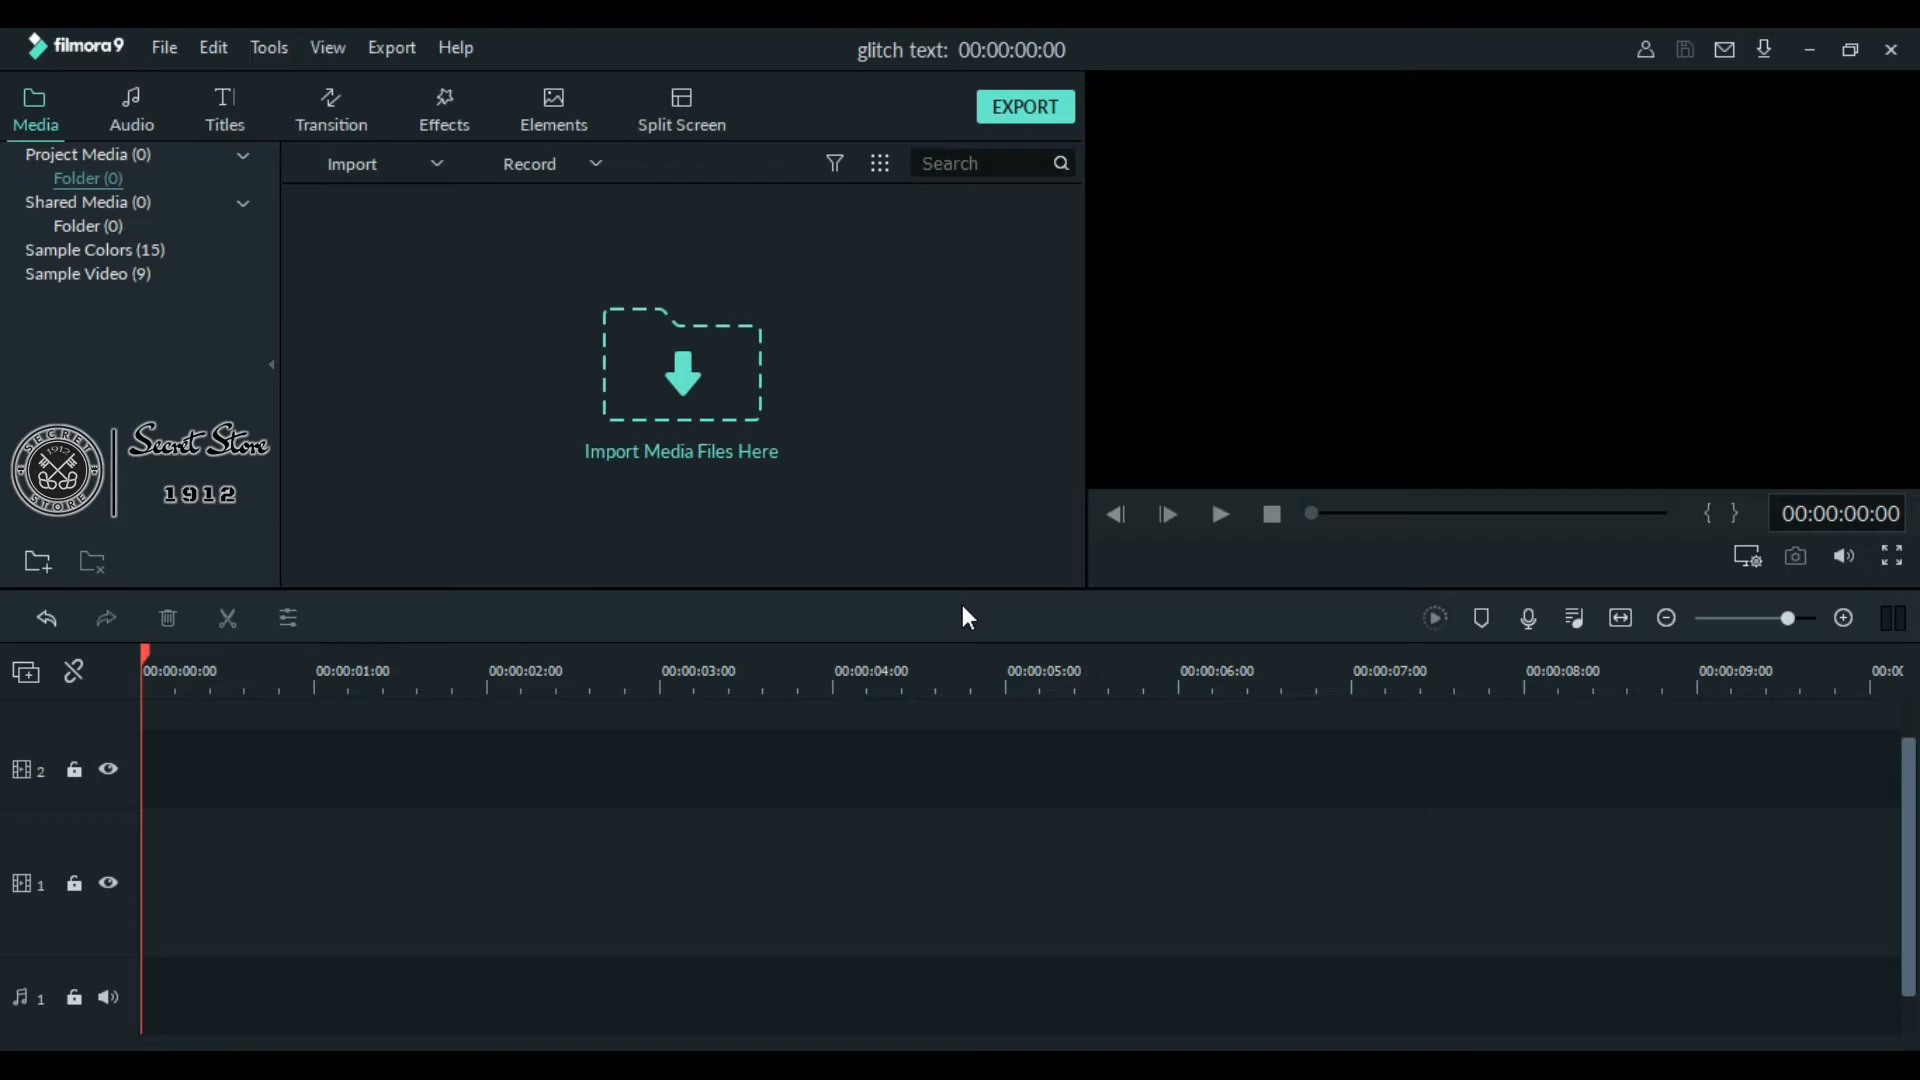 filmora9 File Edit Tools View Export Help glitch text: 00:00:00:00
Media Audio Titles Transition Effects Elements Split Screen EXPORT
Project Media (0)
Folder (0)
Shared Media (0)
Folder (0)
Sample Colors (15)
Sample Video (9)
Import Record Search
Import Media Files Here
SECRET
1912
STORE
Secret Store
1912
{ } 00:00:00:00
00:00:00:00 00:00:01:00 00:00:02:00 00:00:03:00 00:00:04:00 00:00:05:00 00:00:06:00 00:00:07:00 00:00:08:00 00:00:09:00 00:0
2
1
1